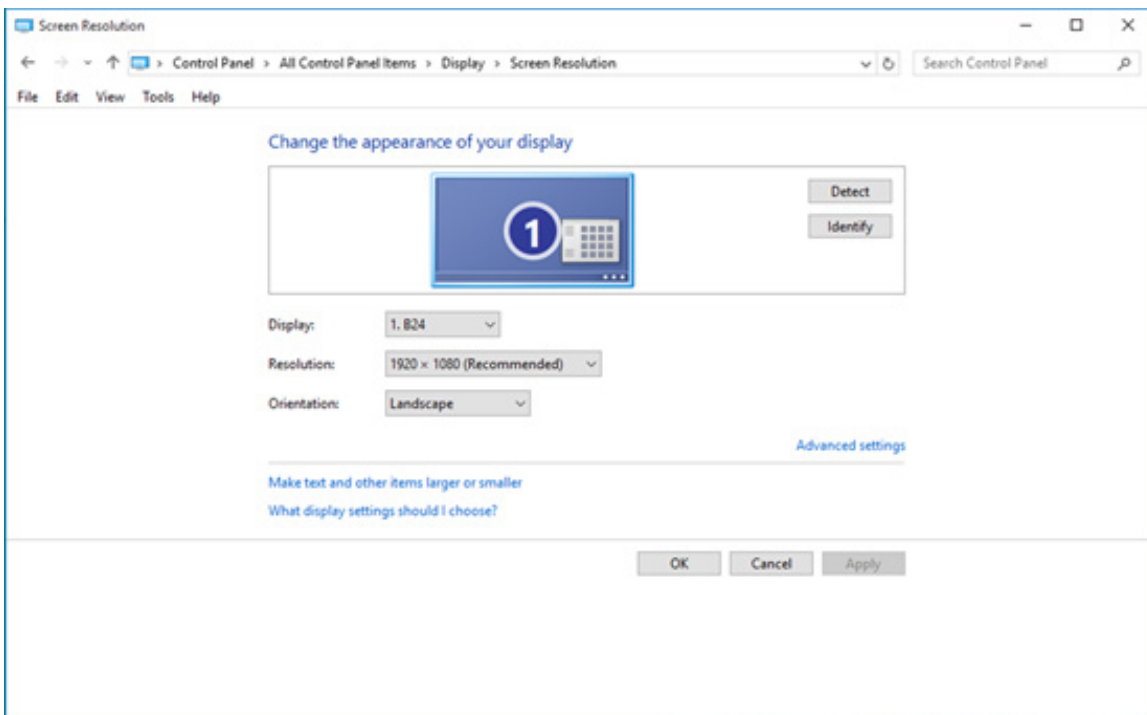 Screen Resolution
Control Panel > All Control Panel Items > Display > Screen Resolution
Search Control Panel
File Edit View Tools Help
Change the appearance of your display
1
Detect
Identify
Display: 1. B24
Resolution: 1920 × 1080 (Recommended)
Orientation: Landscape
Advanced settings
Make text and other items larger or smaller
What display settings should I choose?
OK Cancel Apply